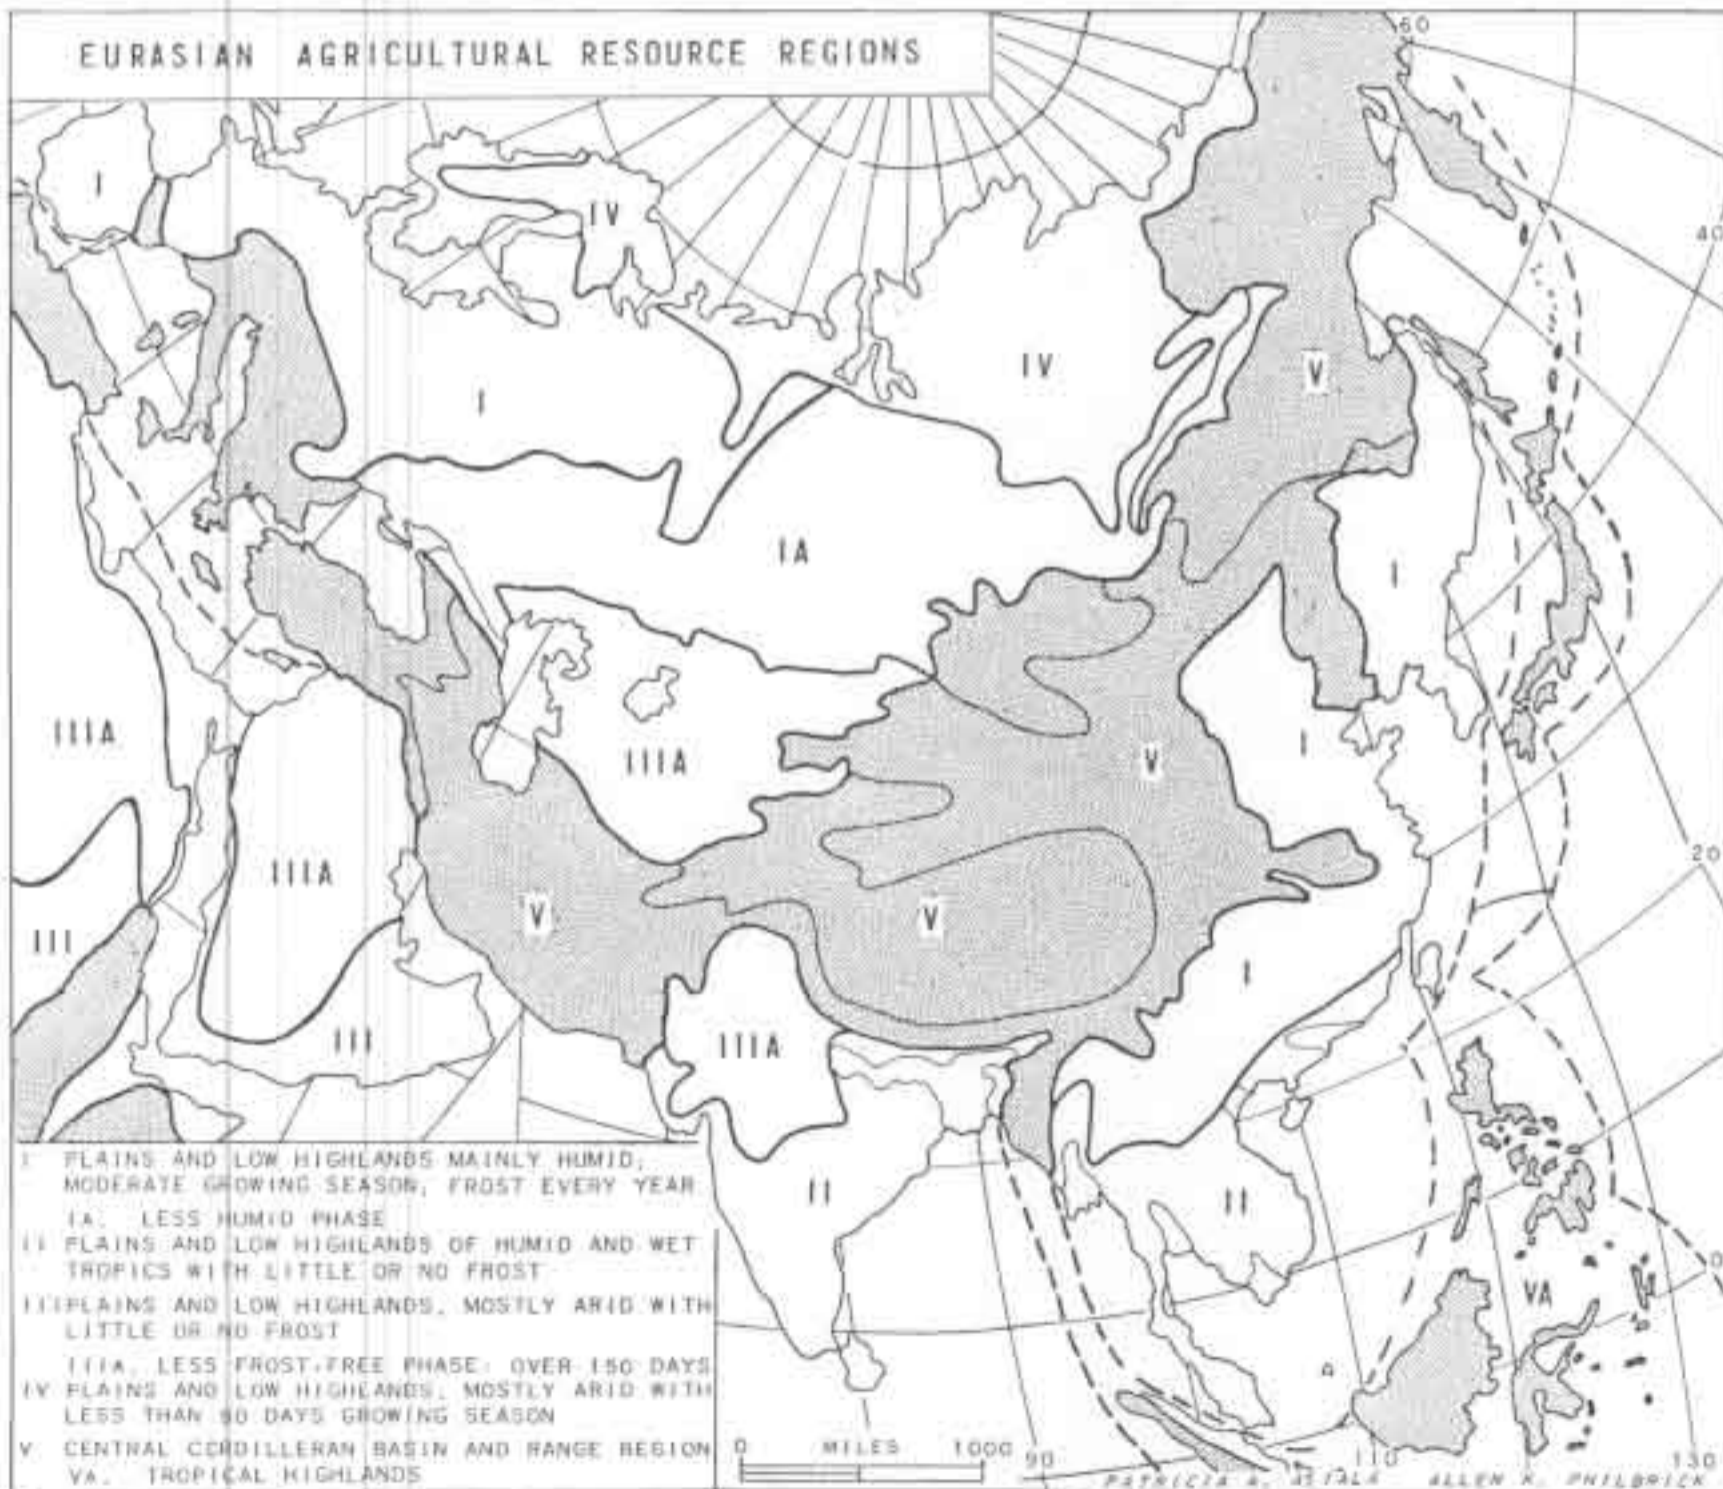 EURASIAN AGRICULTURAL RESOURCE REGIONS
60
I
IV
40
IV
V
I
IA
I
IIIA
IIIA
I
V
20
IIIA
V
V
III
I
III
IIIA
II
II
VA
0
I PLAINS AND LOW HIGHLANDS MAINLY HUMID,
MODERATE GROWING SEASON, FROST EVERY YEAR
IA. LESS HUMID PHASE
II PLAINS AND LOW HIGHLANDS OF HUMID AND WET
TROPICS WITH LITTLE OR NO FROST
III PLAINS AND LOW HIGHLANDS, MOSTLY ARID WITH
LITTLE OR NO FROST
IIIA. LESS FROST-FREE PHASE: OVER 150 DAYS
IV PLAINS AND LOW HIGHLANDS, MOSTLY ARID WITH
LESS THAN 90 DAYS GROWING SEASON
V CENTRAL CORDILLERAN BASIN AND RANGE REGION
VA. TROPICAL HIGHLANDS
0 MILES 1000
90
110
130
PATRICIA A. ALLEN K. PHILBRICK